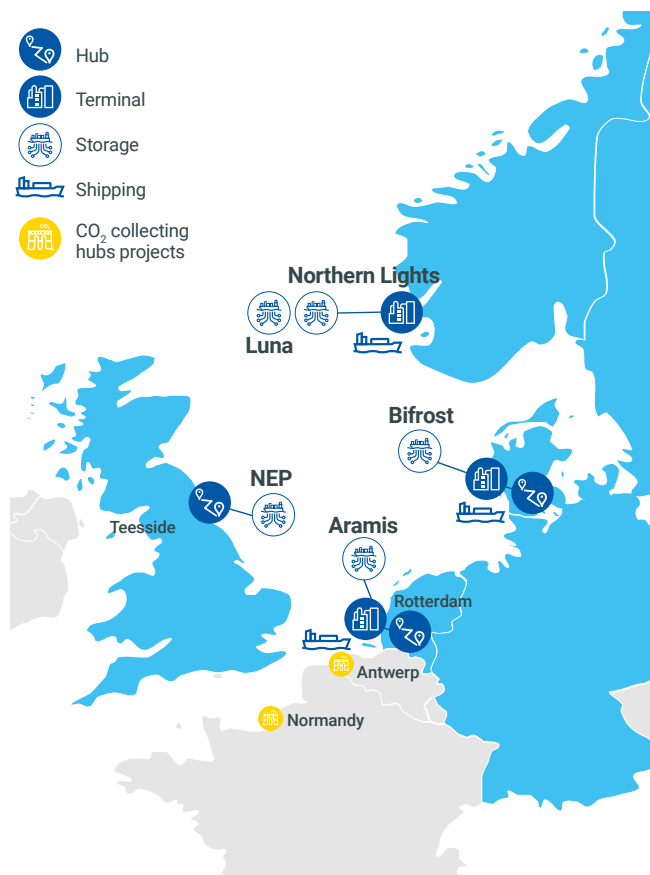 Hub
Terminal
Storage
Shipping
CO₂ collecting
hubs projects
Northern Lights
Luna
Bifrost
NEP
Teesside
Aramis
Rotterdam
Antwerp
Normandy